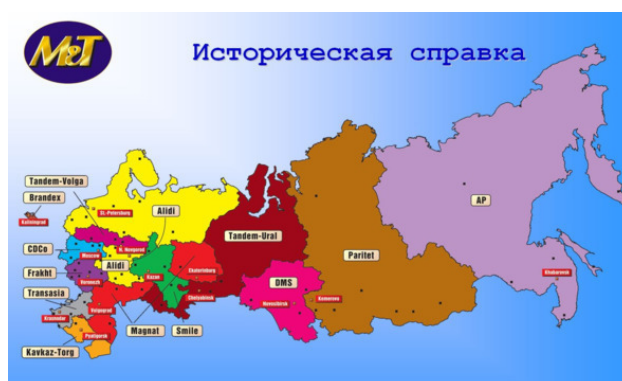 M&T
Историческая справка
Tandem-Volga
Brandex
Kaliningrad
St.-Petersburg
Alidi
Tandem-Ural
AP
CDCo
Moscow
N. Novgorod
Alidi
Kazan
Ekaterinburg
Paritet
Frakht
Voronezh
Chelyabinsk
DMS
Khabarovsk
Transasia
Novosibirsk
Kemerovo
Krasnodar
Volgograd
Magnat
Smile
Pyatigorsk
Kavkaz-Torg